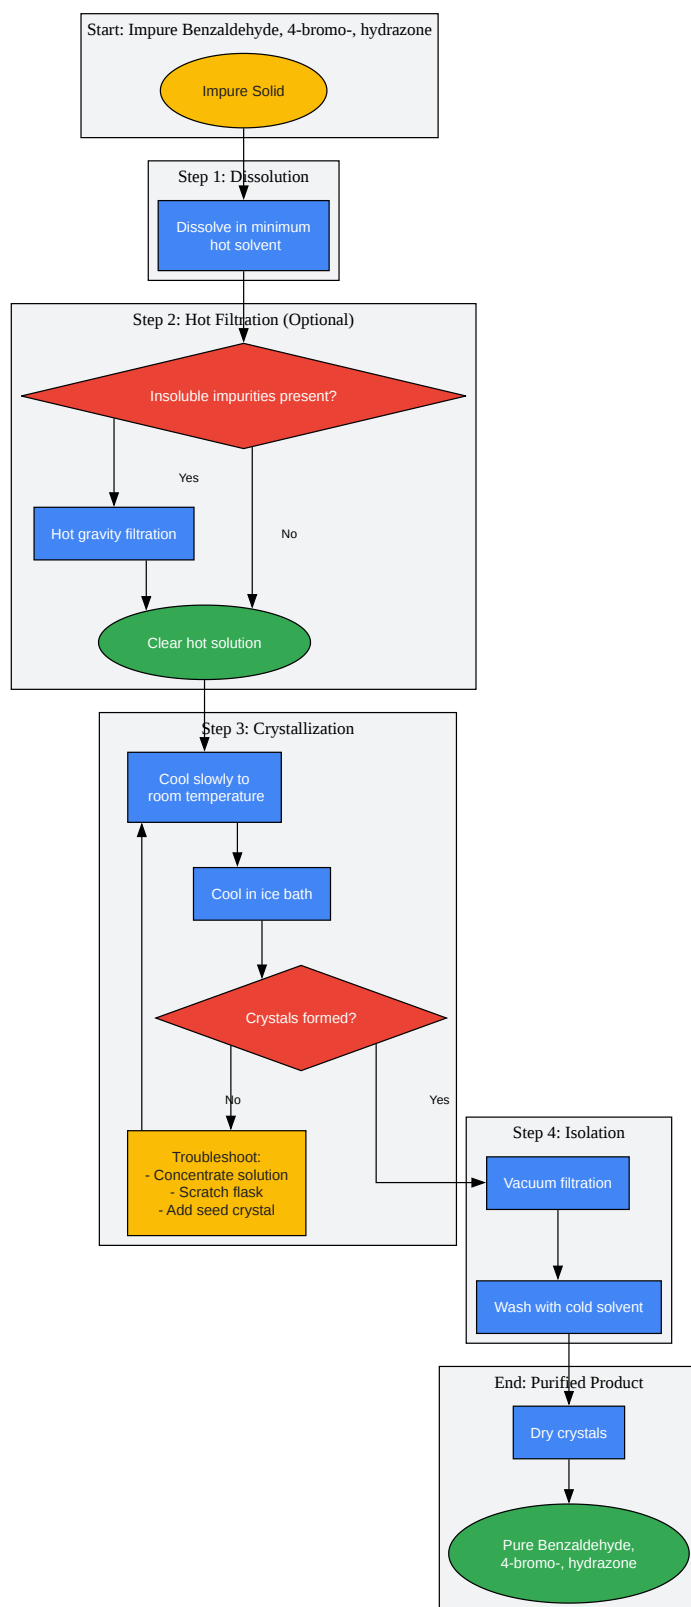 Start: Impure Benzaldehyde, 4-bromo-, hydrazone
Impure Solid
Step 1: Dissolution
Dissolve in minimum
hot solvent
Step 2: Hot Filtration (Optional)
Insoluble impurities present?
Yes
Hot gravity filtration
No
Clear hot solution
Step 3: Crystallization
Cool slowly to
room temperature
Cool in ice bath
Crystals formed?
No
Yes
Troubleshoot:
- Concentrate solution
- Scratch flask
- Add seed crystal
Step 4: Isolation
Vacuum filtration
Wash with cold solvent
End: Purified Product
Dry crystals
Pure Benzaldehyde,
4-bromo-, hydrazone